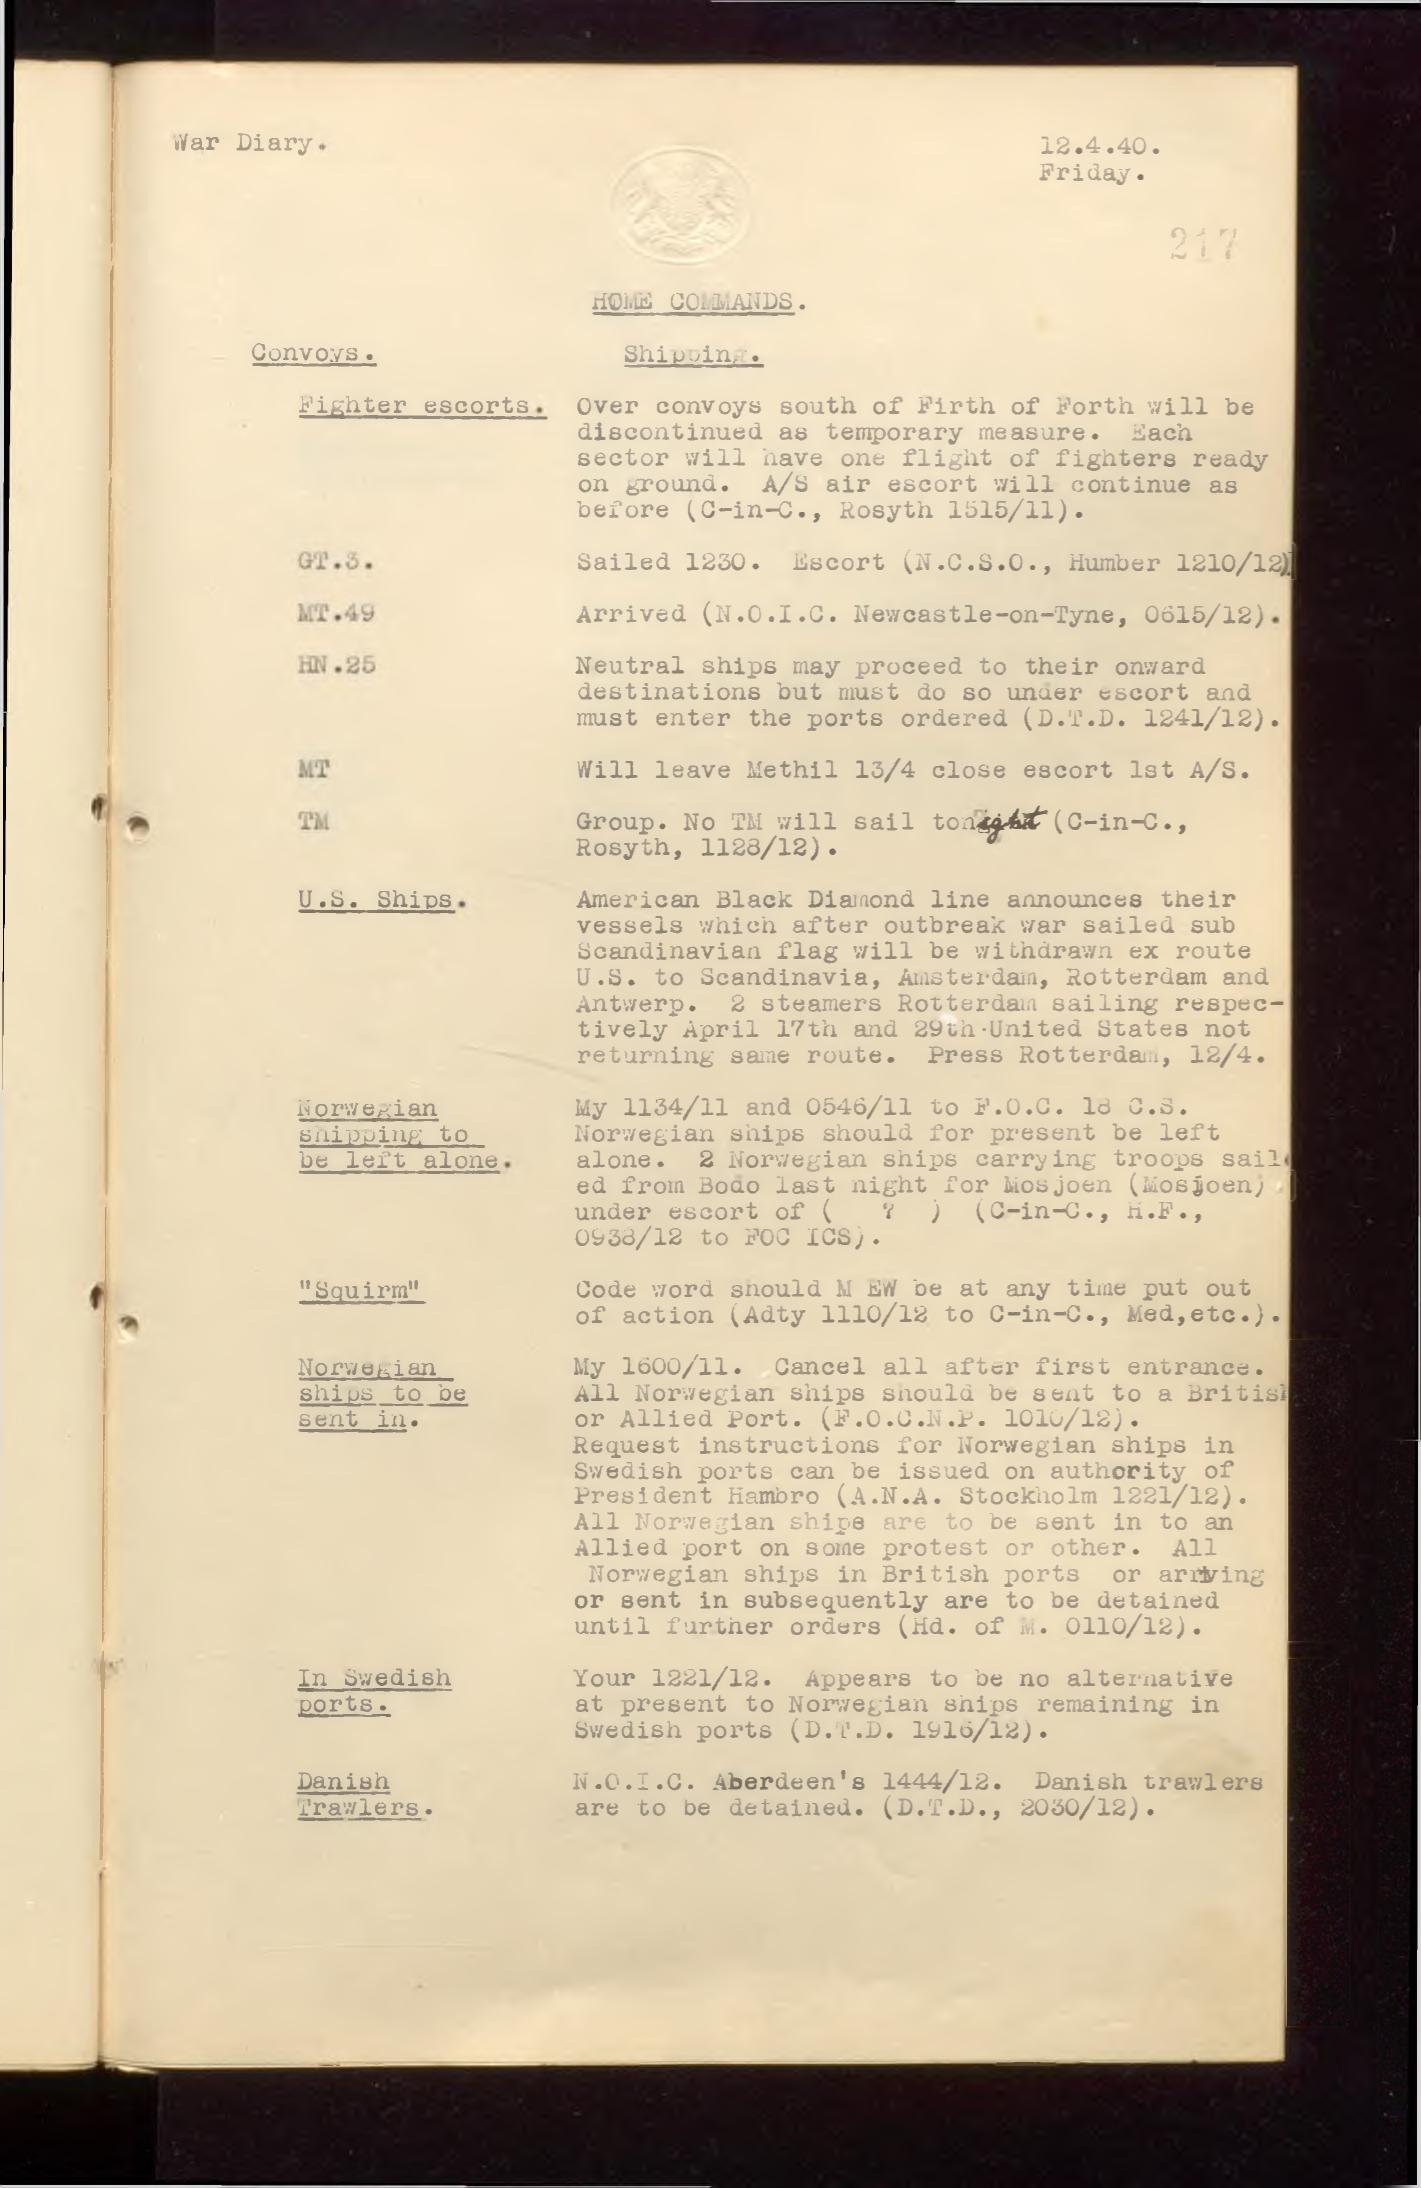 War Diary.
12.4.40.
Friday.
217
HOME COMMANDS.
Convoys.
Shipping.
Fighter escorts. Over convoys south of Firth of Forth will be
discontinued as temporary measure. Each
sector will have one flight of fighters ready
on ground. A/S air escort will continue as
before (C-in-C., Rosyth 1515/11).
GT.3. Sailed 1230. Escort (N.C.S.O., Humber 1210/12)
MT.49 Arrived (N.O.I.C. Newcastle-on-Tyne, 0615/12).
HN.25 Neutral ships may proceed to their onward
destinations but must do so under escort and
must enter the ports ordered (D.T.D. 1241/12).
MT Will leave Methil 13/4 close escort 1st A/S.
TM Group. No TM will sail tonight (C-in-C.,
Rosyth, 1128/12).
U.S. Ships. American Black Diamond line announces their
vessels which after outbreak war sailed sub
Scandinavian flag will be withdrawn ex route
U.S. to Scandinavia, Amsterdam, Rotterdam and
Antwerp. 2 steamers Rotterdam sailing respec-
tively April 17th and 29th United States not
returning same route. Press Rotterdam, 12/4.
Norwegian My 1134/11 and 0546/11 to F.O.C. 18 C.S.
shipping to Norwegian ships should for present be left
be left alone. alone. 2 Norwegian ships carrying troops sail-
ed from Bodo last night for Mosjoen (Mosjoen)
under escort of ( ? ) (C-in-C., H.F.,
0938/12 to FOC ICS).
"Squirm" Code word should M EW be at any time put out
of action (Adty 1110/12 to C-in-C., Med,etc.).
Norwegian My 1600/11. Cancel all after first entrance.
ships to be All Norwegian ships should be sent to a British
sent in. or Allied Port. (F.O.C.N.P. 1010/12).
Request instructions for Norwegian ships in
Swedish ports can be issued on authority of
President Hambro (A.N.A. Stockholm 1221/12).
All Norwegian ships are to be sent in to an
Allied port on some protest or other. All
Norwegian ships in British ports or arriving
or sent in subsequently are to be detained
until further orders (Hd. of M. 0110/12).
In Swedish Your 1221/12. Appears to be no alternative
ports. at present to Norwegian ships remaining in
Swedish ports (D.T.D. 1916/12).
Danish N.O.I.C. Aberdeen's 1444/12. Danish trawlers
Trawlers. are to be detained. (D.T.D., 2030/12).